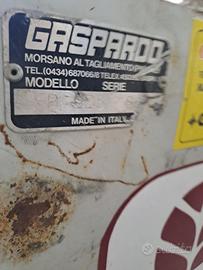 GASPARDO
MORSANO AL TAGLIAMENTO
TEL. (0434) 687066/8 TELEX
MODELLO SERIE
MADE IN ITALY